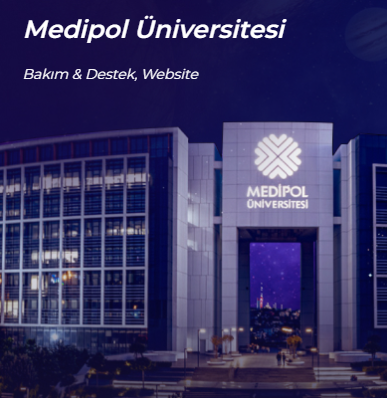 Medipol Üniversitesi
Bakım & Destek, Website
MEDİPOL
ÜNİVERSİTESİ